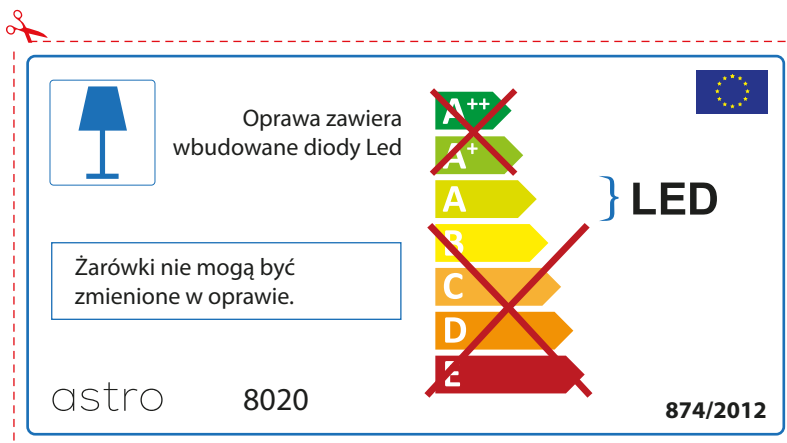 Oprawa zawiera
wbudowane diody Led
A++
A+
A
B
C
D
E
LED
Żarówki nie mogą być
zmienione w oprawie.
astro
8020
874/2012